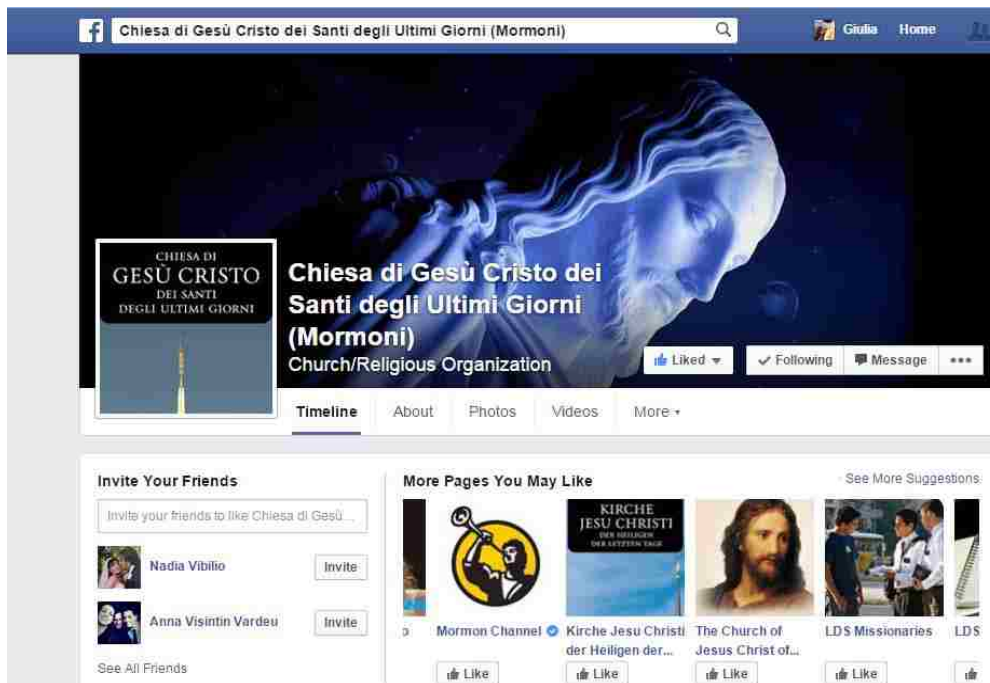 Chiesa di Gesù Cristo dei Santi degli Ultimi Giorni (Mormoni)
Giulia Home
CHIESA DI
GESÙ CRISTO
DEI SANTI
DEGLI ULTIMI GIORNI
Chiesa di Gesù Cristo dei
Santi degli Ultimi Giorni
(Mormoni)
Church/Religious Organization
Liked Following Message
Timeline About Photos Videos More
Invite Your Friends
Invite your friends to like Chiesa di Gesù...
Nadia Vibilio Invite
Anna Visintin Vardeu Invite
See All Friends
More Pages You May Like See More Suggestions
KIRCHE
JESU CHRISTI
DER HEILIGEN
DER LETZTEN TAGE
Mormon Channel Kirche Jesu Christi The Church of LDS Missionaries LDS
der Heiligen der... Jesus Christ of...
Like Like Like Like